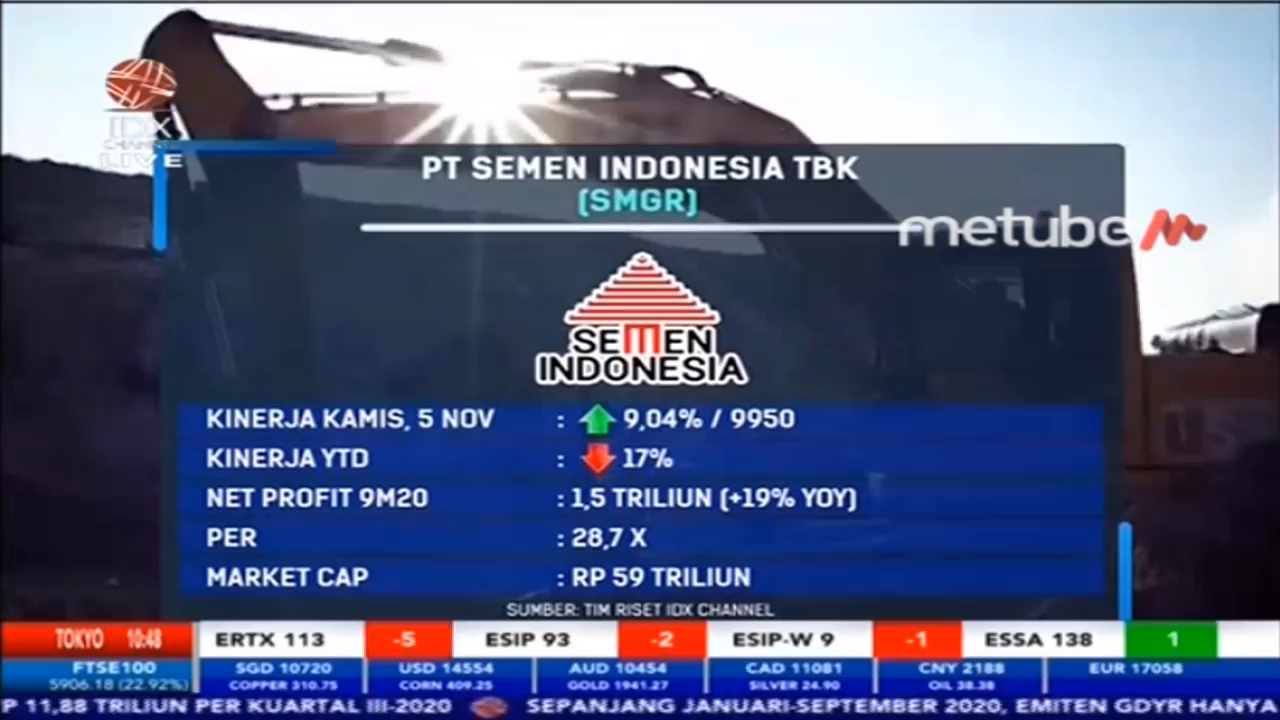 IDX
CHANNEL
LIVE
PT SEMEN INDONESIA TBK
(SMGR)
metube
SEMEN
INDONESIA
KINERJA KAMIS, 5 NOV : 9,04% / 9950
KINERJA YTD : 17%
NET PROFIT 9M20 : 1,5 TRILIUN (+19% YOY)
PER : 28,7 X
MARKET CAP : RP 59 TRILIUN
SUMBER: TIM RISET IDX CHANNEL
TOKYO 10:48 ERTX 113 -5 ESIP 93 -2 ESIP-W 9 -1 ESSA 138 1
FTSE100 SGD 10720 USD 14554 AUD 10454 CAD 11081 CNY 2188 EUR 17058
5906.18 (22.92%) COPPER 310.75 CORN 409.25 GOLD 1941.27 SILVER 24.90 OIL 38.38
P 11,88 TRILIUN PER KUARTAL III-2020 SEPANJANG JANUARI-SEPTEMBER 2020, EMITEN GDYR HANYA